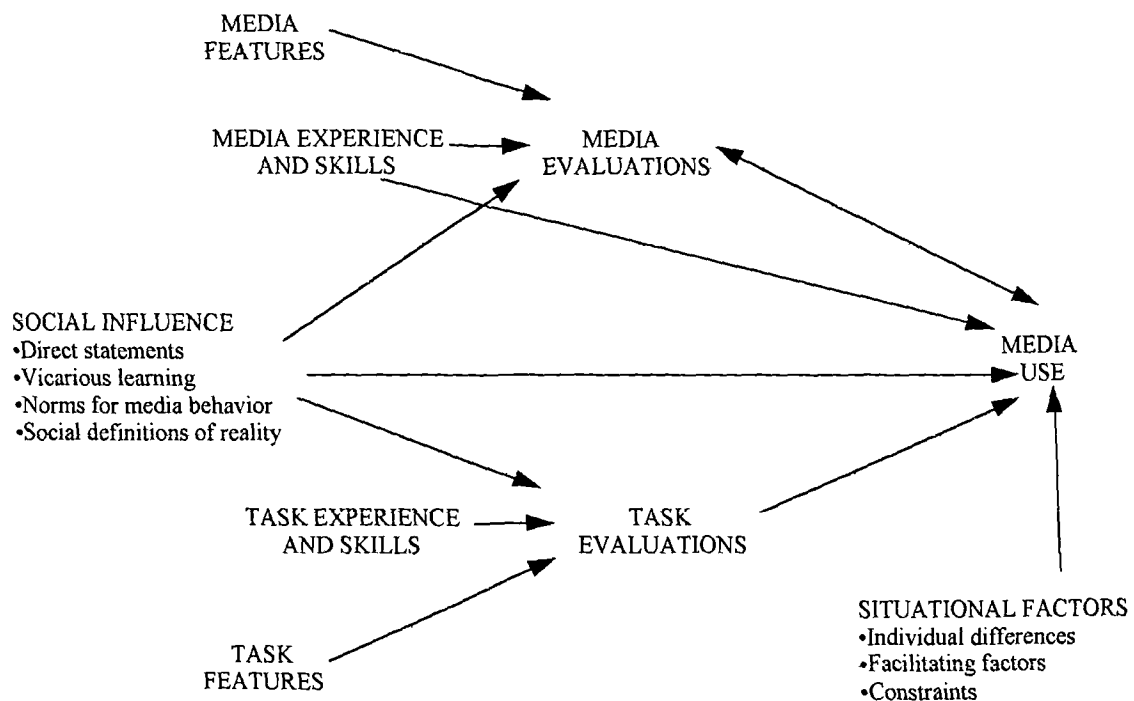 MEDIA
FEATURES
MEDIA EXPERIENCE
AND SKILLS
MEDIA
EVALUATIONS
SOCIAL INFLUENCE
•Direct statements
•Vicarious learning
•Norms for media behavior
•Social definitions of reality
MEDIA
USE
TASK EXPERIENCE
AND SKILLS
TASK
EVALUATIONS
TASK
FEATURES
SITUATIONAL FACTORS
•Individual differences
•Facilitating factors
•Constraints